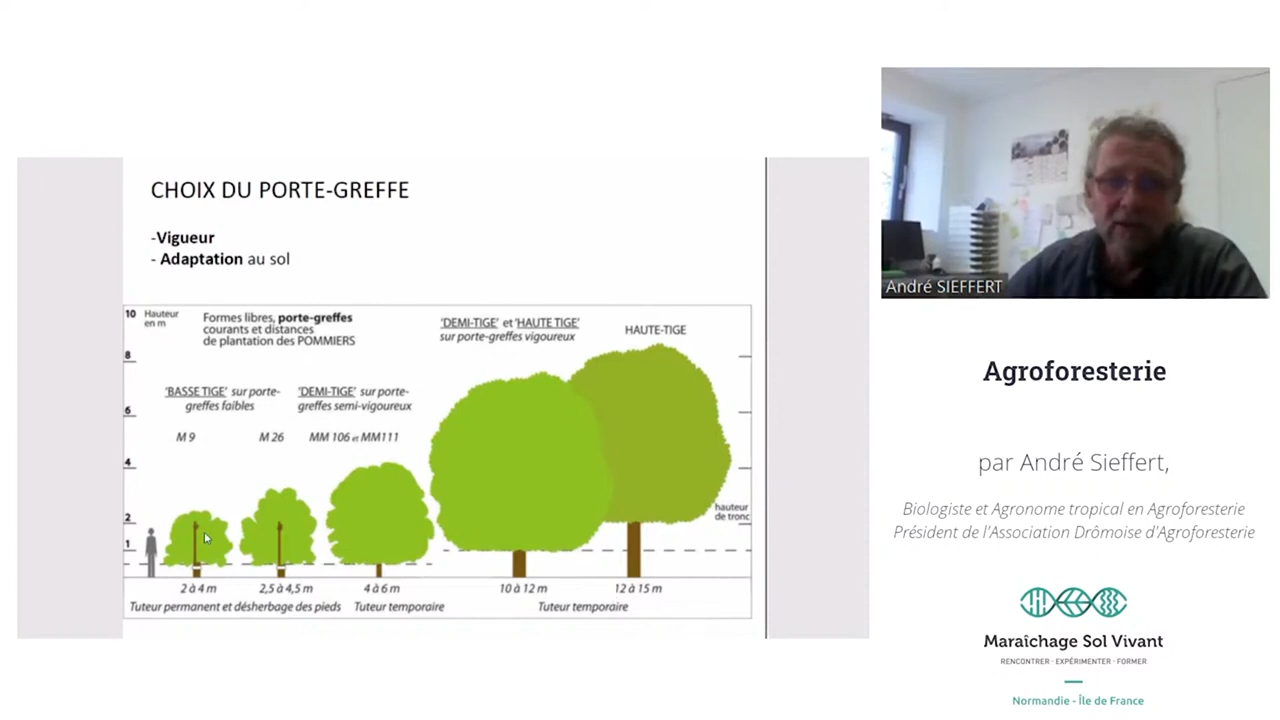 CHOIX DU PORTE-GREFFE
-Vigueur
- Adaptation au sol
10 Hauteur
en m
Formes libres, porte-greffes
courants et distances
de plantation des POMMIERS
'DEMI-TIGE' et 'HAUTE TIGE'
sur porte-greffes vigoureux
HAUTE-TIGE
8
'BASSE TIGE' sur porte-
greffes faibles
'DEMI-TIGE' sur porte-
greffes semi-vigoureux
6
M 9
M 26
MM 106 et MM111
4
2
hauteur
de tronc
1
2 à 4 m
2,5 à 4,5 m
4 à 6 m
10 à 12 m
12 à 15 m
Tuteur permanent et désherbage des pieds
Tuteur temporaire
Tuteur temporaire
André SIEFFERT
Agroforesterie
par André Sieffert,
Biologiste et Agronome tropical en Agroforesterie
Président de l'Association Drômoise d'Agroforesterie
Maraîchage Sol Vivant
RENCONTRER · EXPÉRIMENTER · FORMER
Normandie - Île de France